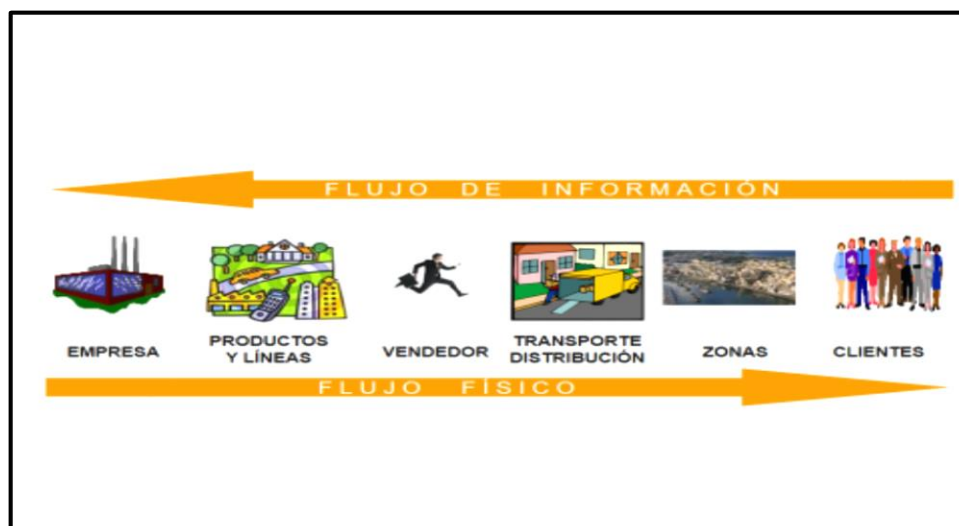 FLUJO DE INFORMACIÓN
EMPRESA
PRODUCTOS
Y LÍNEAS
VENDEDOR
TRANSPORTE
DISTRIBUCIÓN
ZONAS
CLIENTES
FLUJO FÍSICO